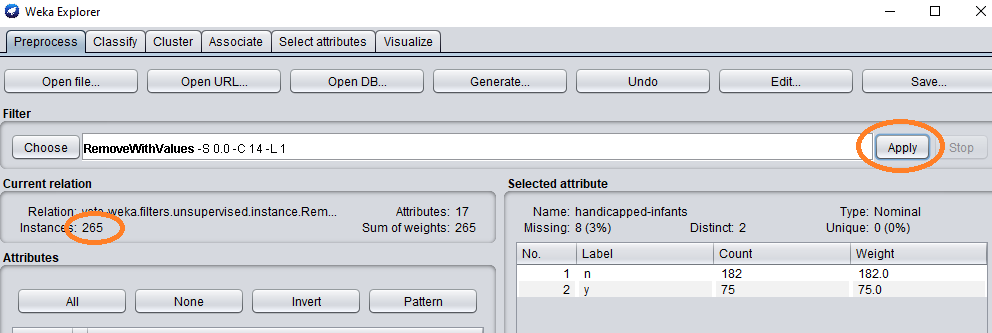 Weka Explorer
Preprocess Classify Cluster Associate Select attributes Visualize
Open file... Open URL... Open DB... Generate... Undo Edit... Save...
Filter
Choose RemoveWithValues -S 0.0 -C 14 -L 1 Apply Stop
Current relation
Relation: vote-weka.filters.unsupervised.instance.Rem... Attributes: 17
Instances: 265 Sum of weights: 265
Attributes
All None Invert Pattern
Selected attribute
Name: handicapped-infants Type: Nominal
Missing: 8 (3%) Distinct: 2 Unique: 0 (0%)
No. Label Count Weight
1 n 182 182.0
2 y 75 75.0